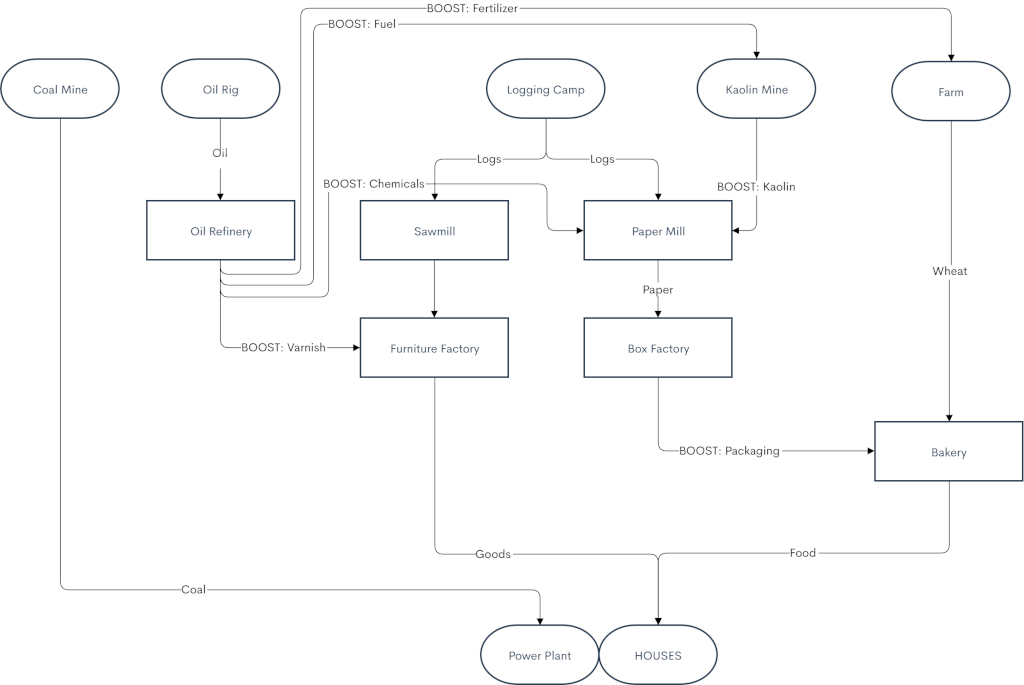 BOOST: Fertilizer
BOOST: Fuel
Coal Mine
Oil Rig
Logging Camp
Kaolin Mine
Farm
Oil
Logs
Logs
BOOST: Chemicals
BOOST: Kaolin
Oil Refinery
Sawmill
Paper Mill
Wheat
Paper
BOOST: Varnish
Furniture Factory
Box Factory
BOOST: Packaging
Bakery
Goods
Food
Coal
Power Plant
HOUSES